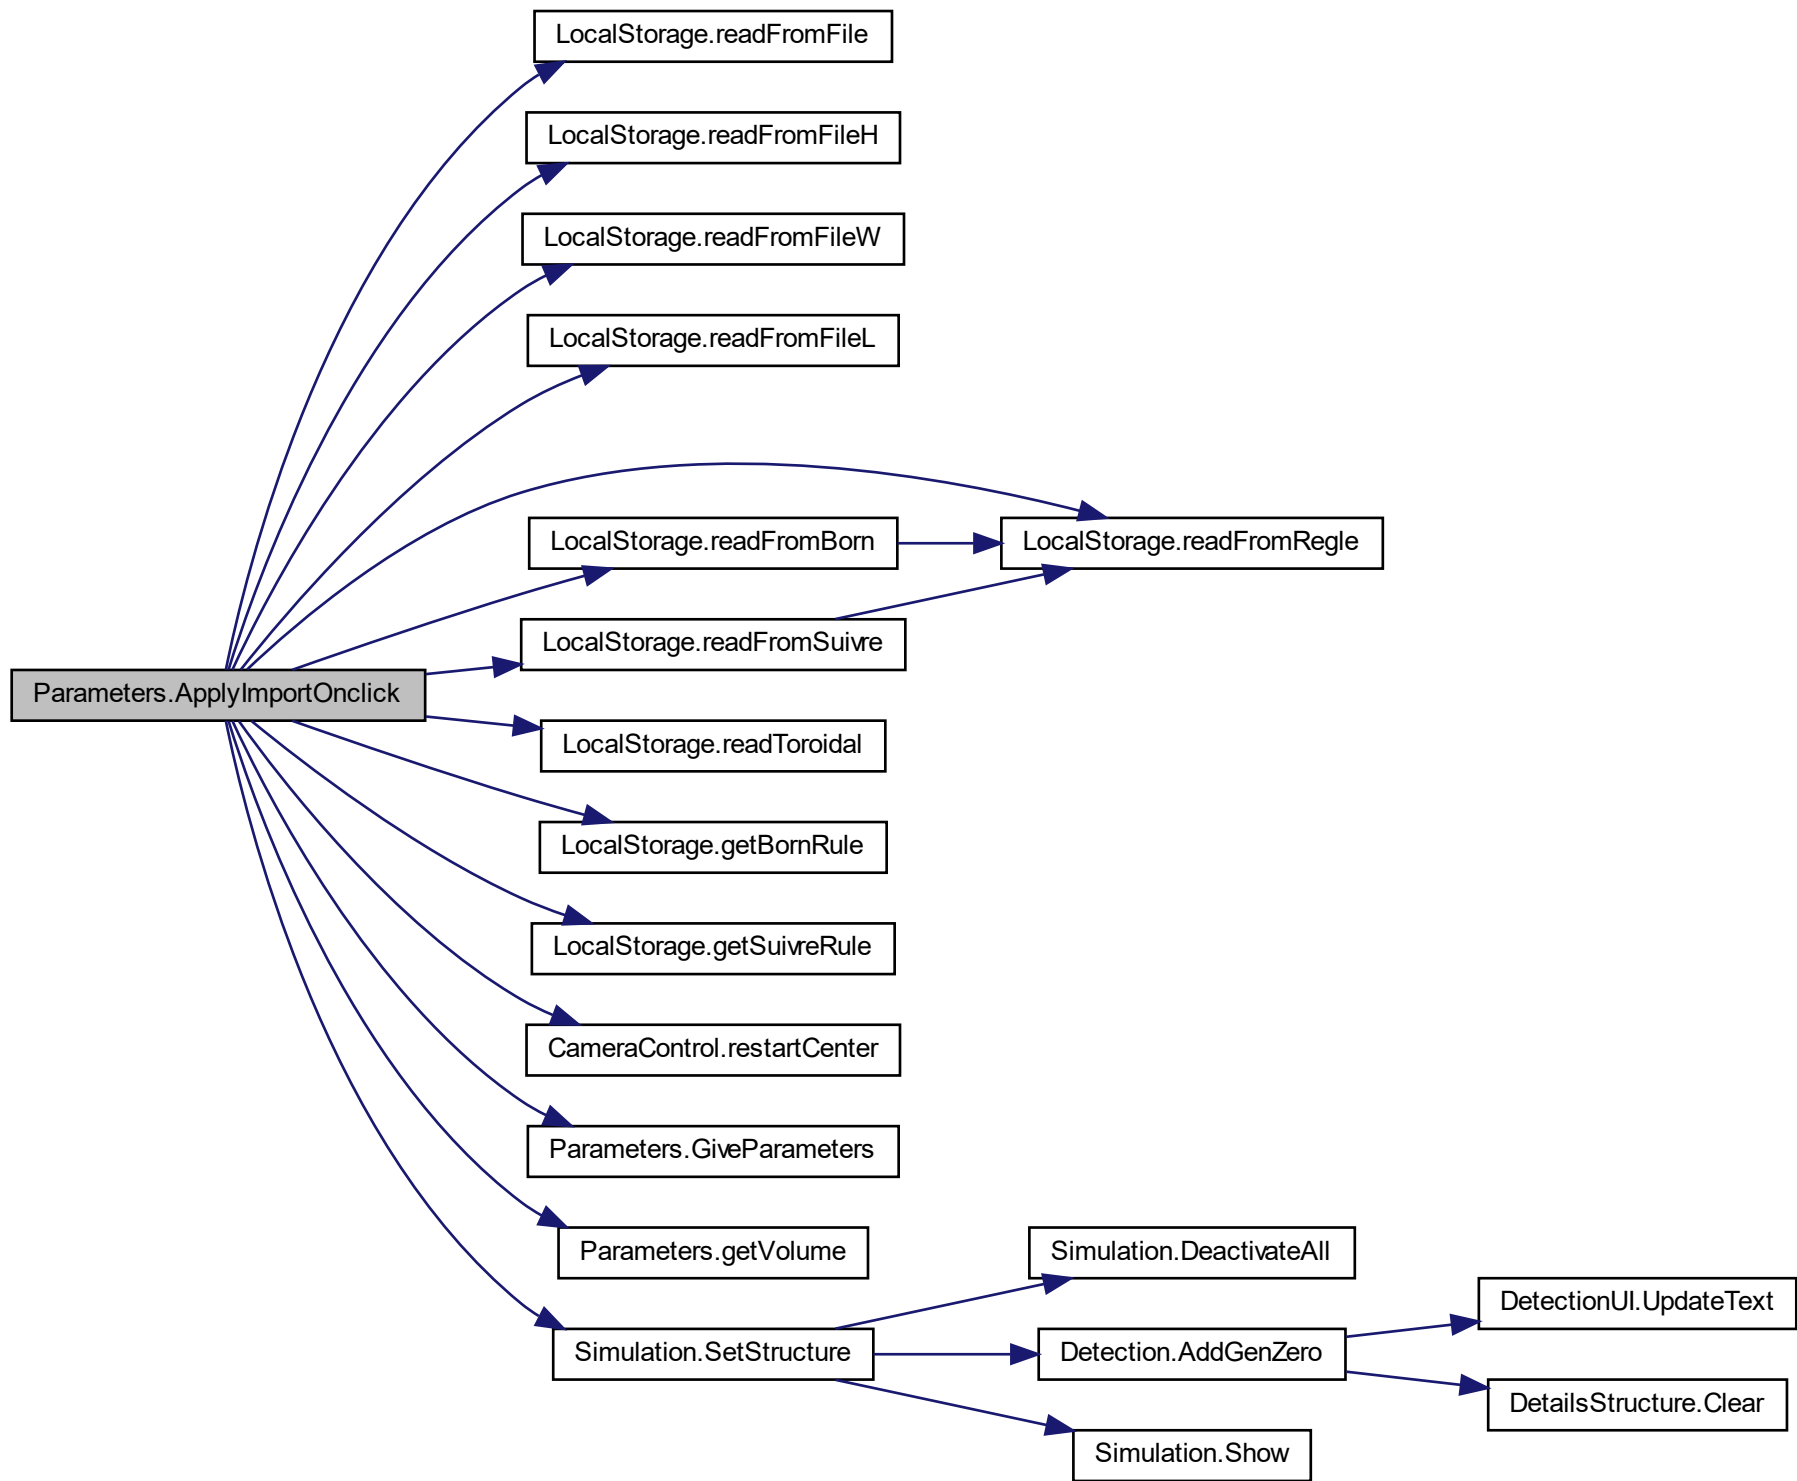 LocalStorage.readFromFile
LocalStorage.readFromFileH
LocalStorage.readFromFileW
LocalStorage.readFromFileL
LocalStorage.readFromBorn
LocalStorage.readFromRegle
LocalStorage.readFromSuivre
Parameters.ApplyImportOnclick
LocalStorage.readToroidal
LocalStorage.getBornRule
LocalStorage.getSuivreRule
CameraControl.restartCenter
Parameters.GiveParameters
Parameters.getVolume
Simulation.DeactivateAll
DetectionUI.UpdateText
Simulation.SetStructure
Detection.AddGenZero
DetailsStructure.Clear
Simulation.Show